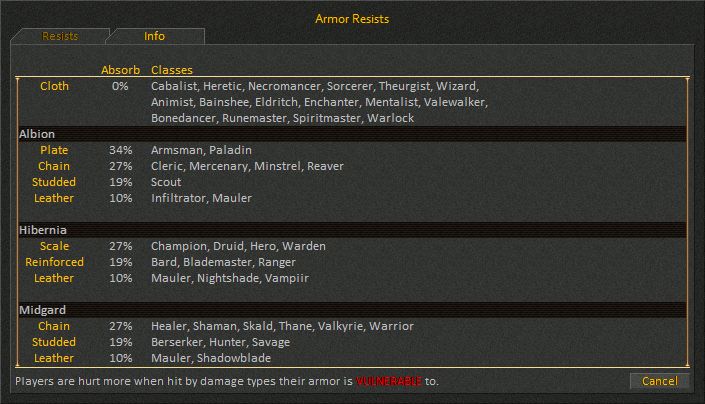 Armor Resists
Resists Info
Absorb Classes
Cloth 0% Cabalist, Heretic, Necromancer, Sorcerer, Theurgist, Wizard,
Animist, Bainshee, Eldritch, Enchanter, Mentalist, Valewalker,
Bonedancer, Runemaster, Spiritmaster, Warlock
Albion
Plate 34% Armsman, Paladin
Chain 27% Cleric, Mercenary, Minstrel, Reaver
Studded 19% Scout
Leather 10% Infiltrator, Mauler
Hibernia
Scale 27% Champion, Druid, Hero, Warden
Reinforced 19% Bard, Blademaster, Ranger
Leather 10% Mauler, Nightshade, Vampiir
Midgard
Chain 27% Healer, Shaman, Skald, Thane, Valkyrie, Warrior
Studded 19% Berserker, Hunter, Savage
Leather 10% Mauler, Shadowblade
Players are hurt more when hit by damage types their armor is VULNERABLE to.
Cancel